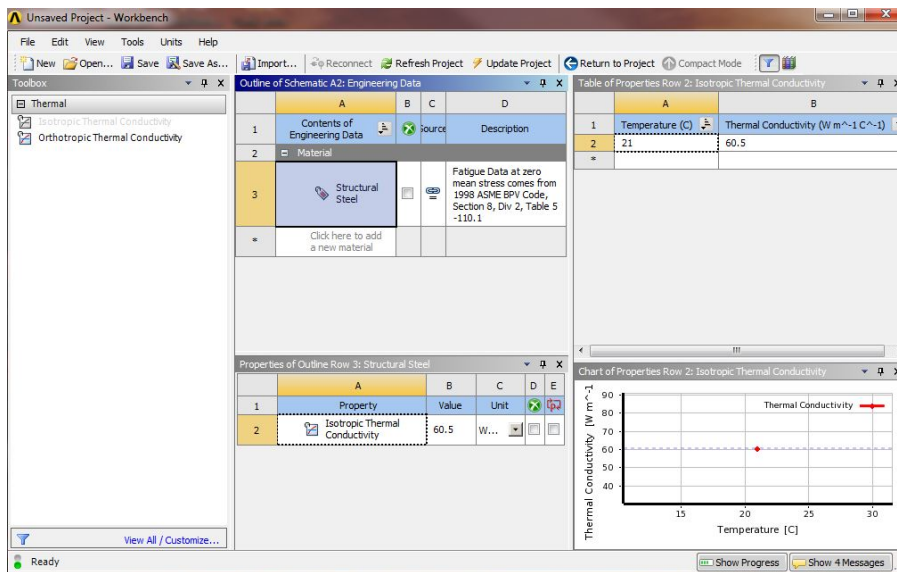 Unsaved Project - Workbench
File Edit View Tools Units Help
New Open... Save Save As... Import... Reconnect Refresh Project Update Project Return to Project Compact Mode
Toolbox
Thermal
Isotropic Thermal Conductivity
Orthotropic Thermal Conductivity
View All / Customize...
Outline of Schematic A2: Engineering Data
A B C D
1 Contents of Engineering Data Source Description
2 Material
3 Structural Steel
Fatigue Data at zero
mean stress comes from
1998 ASME BPV Code,
Section 8, Div 2, Table 5
-110.1
* Click here to add
a new material
Properties of Outline Row 3: Structural Steel
A B C D E
1 Property Value Unit
2 Isotropic Thermal Conductivity 60.5 W...
Table of Properties Row 2: Isotropic Thermal Conductivity
A B
1 Temperature (C) Thermal Conductivity (W m^-1 C^-1)
2 21 60.5
*
Chart of Properties Row 2: Isotropic Thermal Conductivity
Thermal Conductivity [W m^-1
90
80
70
60
50
40
Thermal Conductivity
15 20 25 30
Temperature [C]
Ready
Show Progress Show 4 Messages